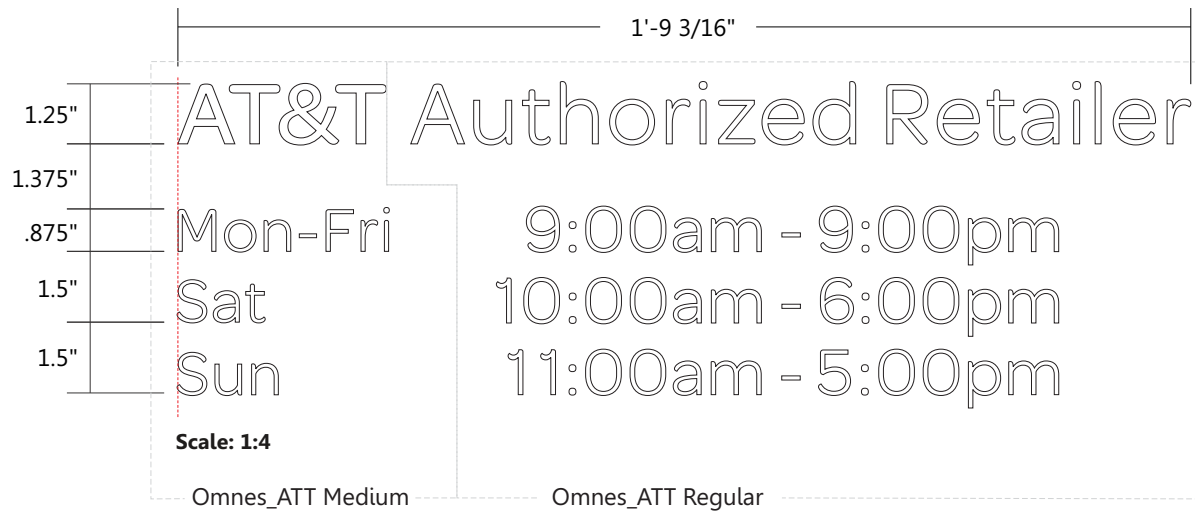 1'-9 3/16"
1.25"
AT&T Authorized Retailer
1.375"
.875"
Mon-Fri 9:00am - 9:00pm
1.5"
Sat 10:00am - 6:00pm
1.5"
Sun 11:00am - 5:00pm
Scale: 1:4
Omnes_ATT Medium Omnes_ATT Regular